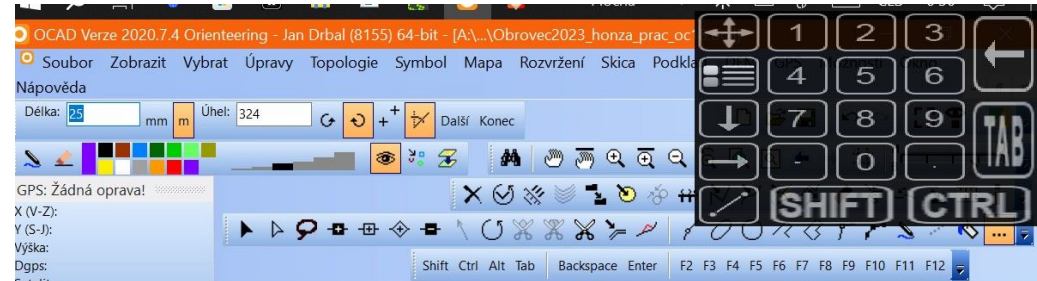 OCAD Verze 2020.7.4 Orienteering - Jan Drbal (8155) 64-bit - [A:\...\Obrovec2023_honza_prac_oc
Soubor Zobrazit Vybrat Úpravy Topologie Symbol Mapa Rozvržení Skica Podkla
Nápověda
Délka: 25 mm m Úhel: 324 Další Konec
GPS: Žádná oprava!
X (V-Z):
Y (S-J):
Výška:
Dgps:
Shift Ctrl Alt Tab Backspace Enter F2 F3 F4 F5 F6 F7 F8 F9 F10 F11 F12
1 2 3
4 5 6
7 8 9
TAB
- 0 .
SHIFT CTRL